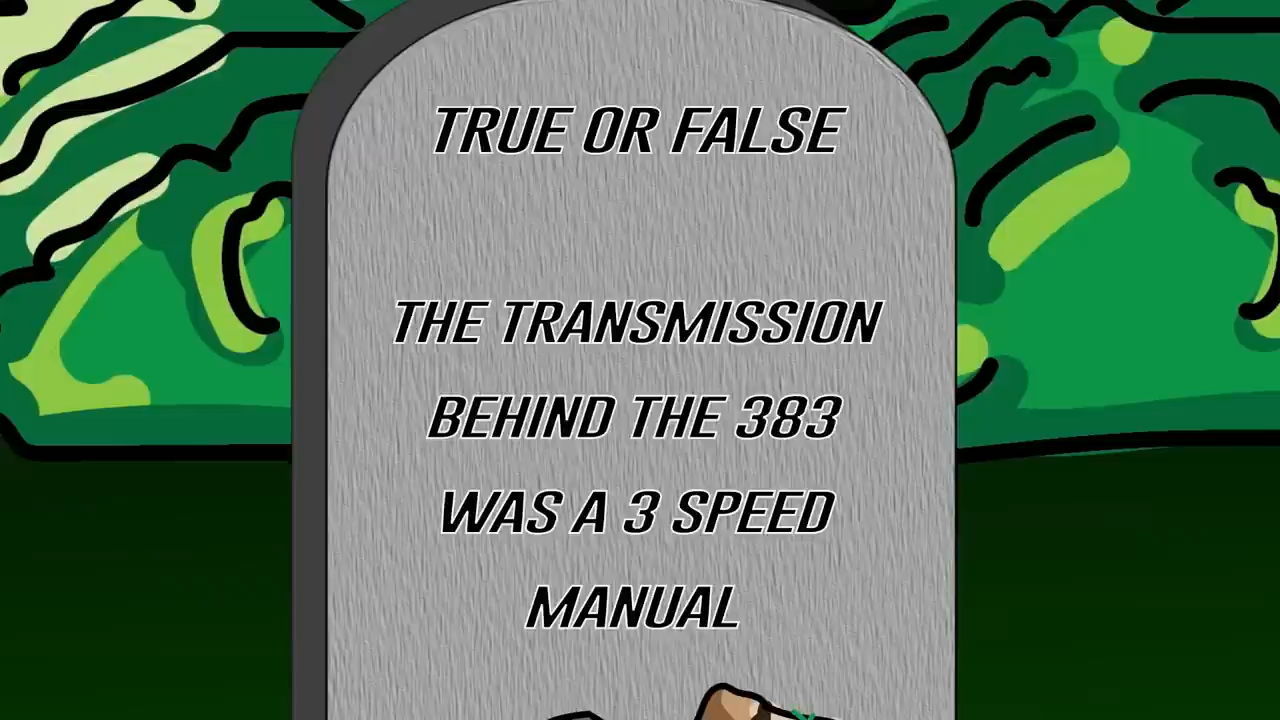 TRUE OR FALSE
THE TRANSMISSION
BEHIND THE 383
WAS A 3 SPEED
MANUAL